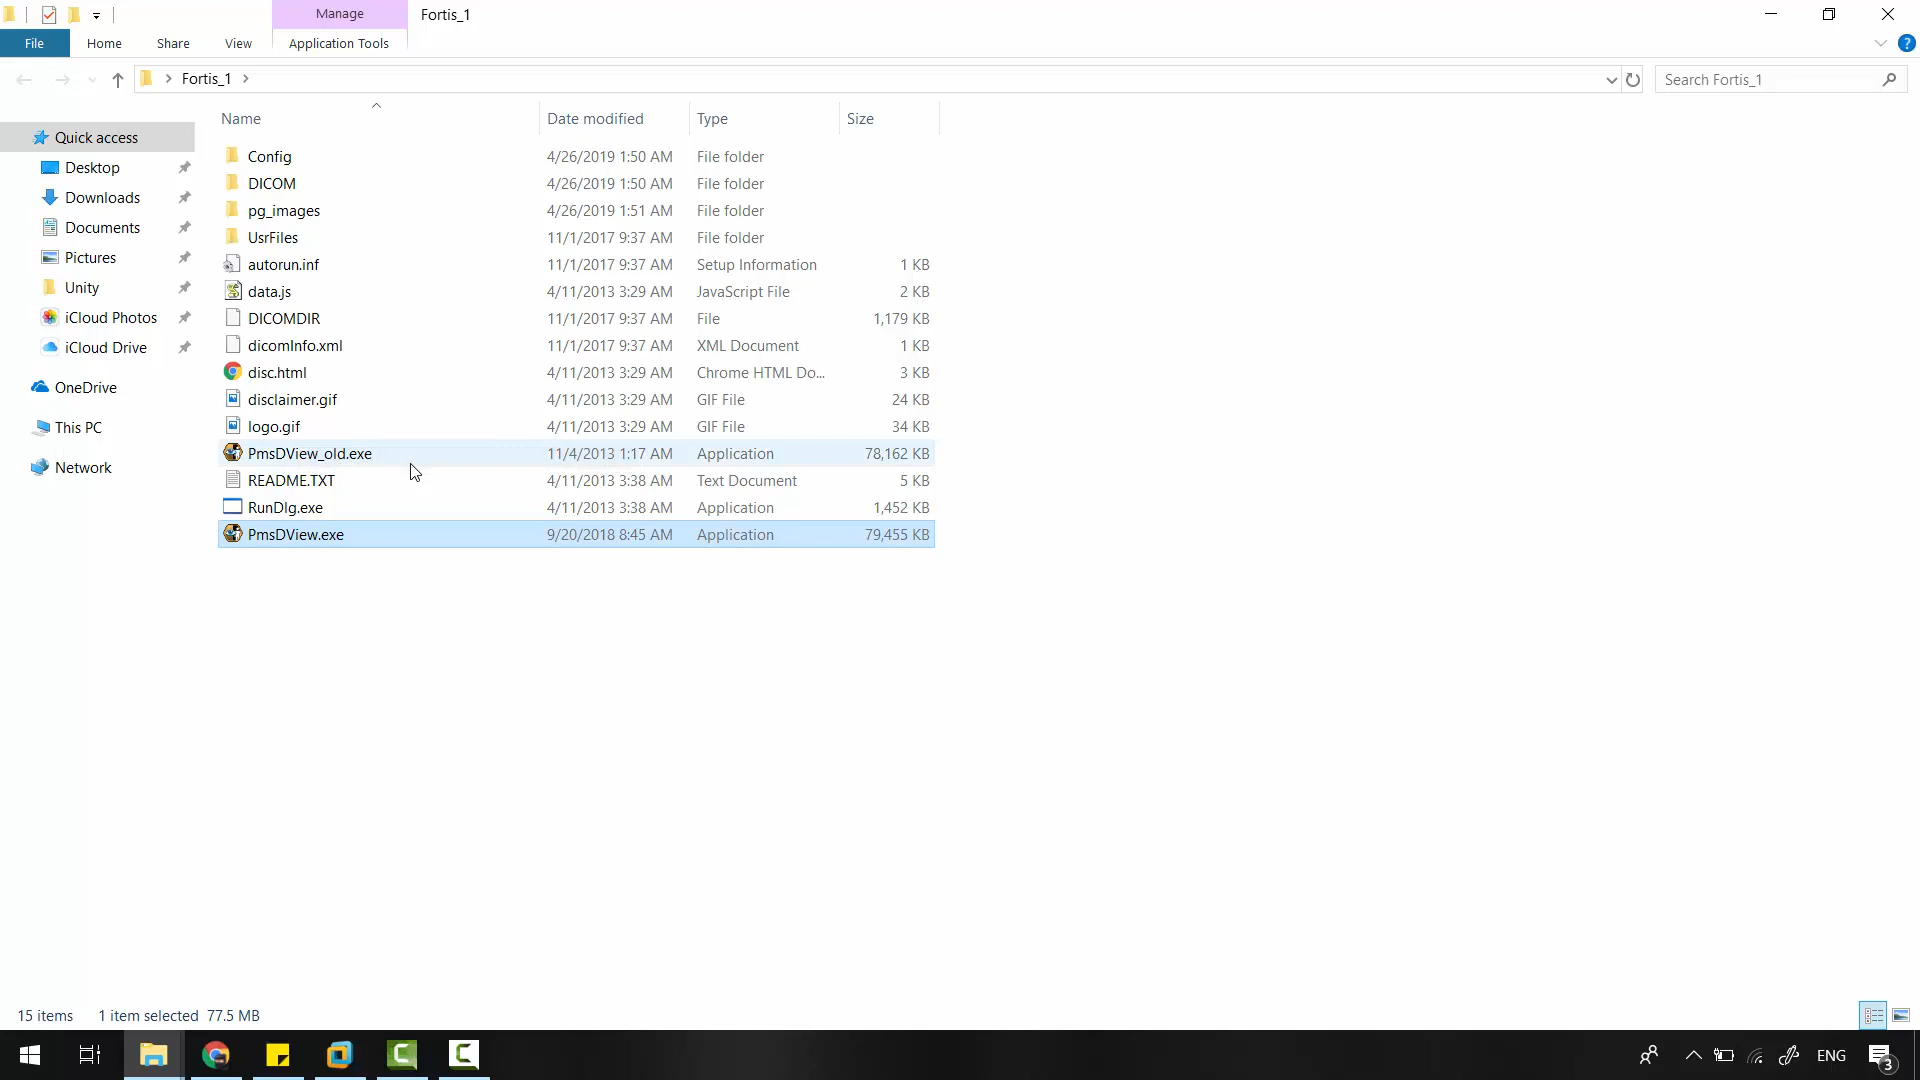 Manage
Fortis_1
File
Home
Share
View
Application Tools
Fortis_1
Search Fortis_1
Name
Date modified
Type
Size
Quick access
Desktop
Downloads
Documents
Pictures
Unity
iCloud Photos
iCloud Drive
OneDrive
This PC
Network
Config 4/26/2019 1:50 AM File folder
DICOM 4/26/2019 1:50 AM File folder
pg_images 4/26/2019 1:51 AM File folder
UsrFiles 11/1/2017 9:37 AM File folder
autorun.inf 11/1/2017 9:37 AM Setup Information 1 KB
data.js 4/11/2013 3:29 AM JavaScript File 2 KB
DICOMDIR 11/1/2017 9:37 AM File 1,179 KB
dicomInfo.xml 11/1/2017 9:37 AM XML Document 1 KB
disc.html 4/11/2013 3:29 AM Chrome HTML Do... 3 KB
disclaimer.gif 4/11/2013 3:29 AM GIF File 24 KB
logo.gif 4/11/2013 3:29 AM GIF File 34 KB
PmsDView_old.exe 11/4/2013 1:17 AM Application 78,162 KB
README.TXT 4/11/2013 3:38 AM Text Document 5 KB
RunDlg.exe 4/11/2013 3:38 AM Application 1,452 KB
PmsDView.exe 9/20/2018 8:45 AM Application 79,455 KB
15 items 1 item selected 77.5 MB
ENG
3